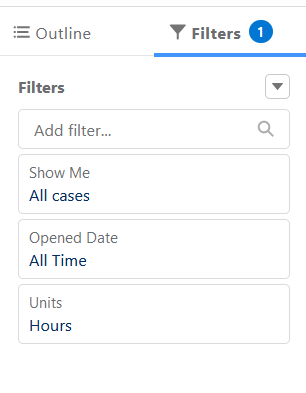 Outline
Filters 1
Filters
Add filter...
Show Me
All cases
Opened Date
All Time
Units
Hours